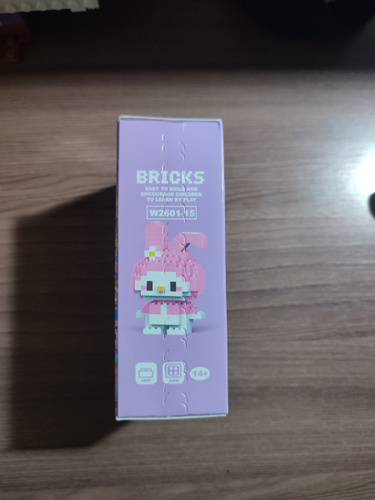 BRICKS
EASY TO BUILD AND
ENCOURAGE CHILDREN
TO LEARN BY PLAY
W2601-15
14+